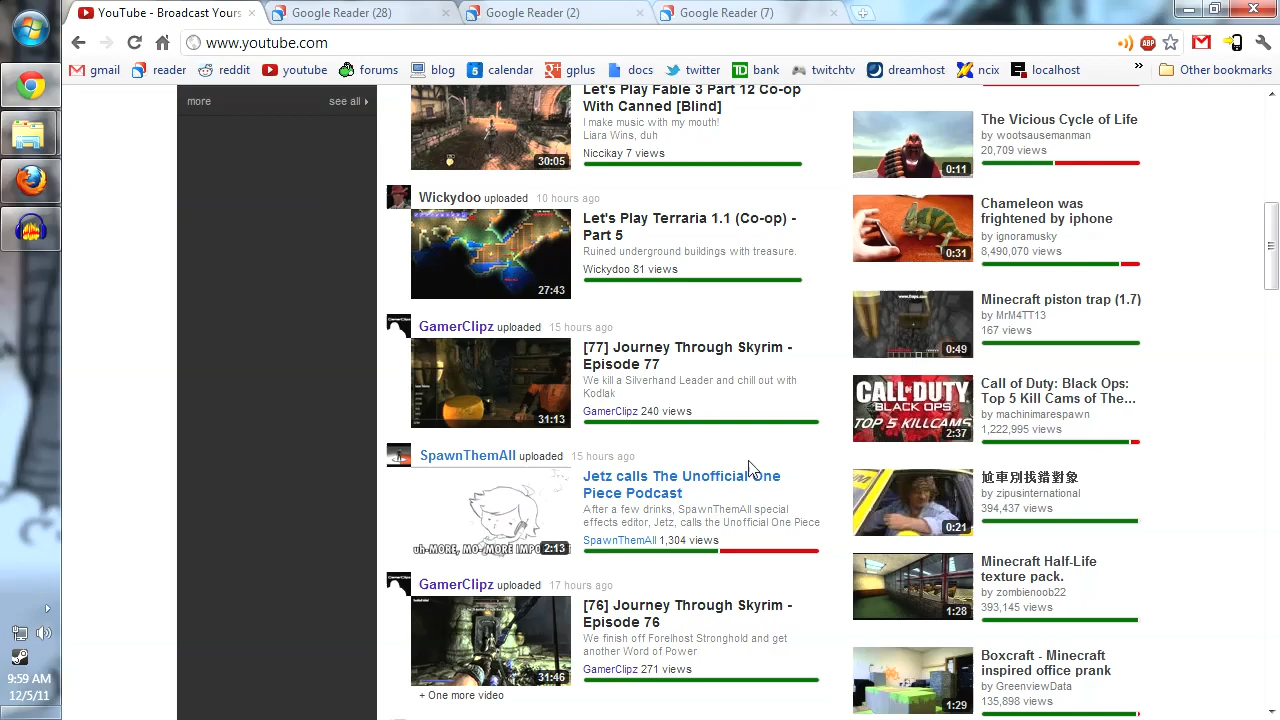 YouTube - Broadcast Yours
Google Reader (28)
Google Reader (2)
Google Reader (7)
www.youtube.com
ABP
gmail
reader
reddit
youtube
forums
blog
5
calendar
gplus
docs
twitter
TD
bank
twitchtv
dreamhost
ncix
localhost
»
Other bookmarks
more
see all
Let's Play Fable 3 Part 12 Co-op
With Canned [Blind]
I make music with my mouth!
Liara Wins, duh
Niccikay 7 views
30:05
Wickydoo uploaded 10 hours ago
Let's Play Terraria 1.1 (Co-op) -
Part 5
Ruined underground buildings with treasure.
Wickydoo 81 views
27:43
GamerClipz uploaded 15 hours ago
[77] Journey Through Skyrim -
Episode 77
We kill a Silverhand Leader and chill out with
Kodlak
GamerClipz 240 views
31:13
SpawnThemAll uploaded 15 hours ago
Jetz calls The Unofficial One
Piece Podcast
After a few drinks, SpawnThemAll special
effects editor, Jetz, calls the Unofficial One Piece
SpawnThemAll 1,304 views
2:13
GamerClipz uploaded 17 hours ago
[76] Journey Through Skyrim -
Episode 76
We finish off Forelhost Stronghold and get
another Word of Power
GamerClipz 271 views
31:46
+ One more video
The Vicious Cycle of Life
by wootsausemanman
20,709 views
0:11
Chameleon was
frightened by iphone
by ignoramusky
8,490,070 views
0:31
Minecraft piston trap (1.7)
by MrM4TT13
167 views
0:49
Call of Duty: Black Ops:
Top 5 Kill Cams of The...
by machinimarespawn
1,222,995 views
CALL OF DUTY
BLACK OPS
TOP 5 KILLCAMS
2:37
尬車別找錯對象
by zipusinternational
394,437 views
0:21
Minecraft Half-Life
texture pack.
by zombienoob22
393,145 views
1:28
Boxcraft - Minecraft
inspired office prank
by GreenviewData
135,898 views
1:29
9:59 AM
12/5/11